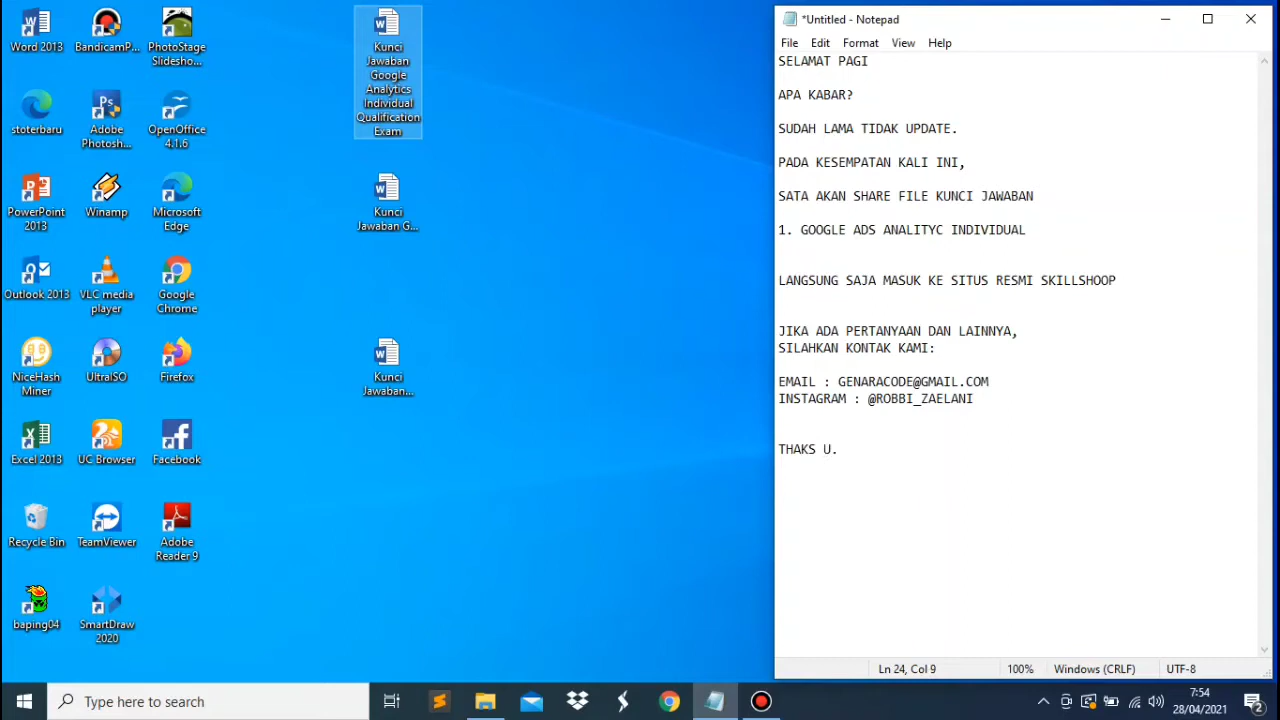 Word 2013
BandicamP...
PhotoStage
Slidesho...
stoterbaru
Adobe
Photosh...
OpenOffice
4.1.6
PowerPoint
2013
Winamp
Microsoft
Edge
Outlook 2013
VLC media
player
Google
Chrome
NiceHash
Miner
UltraISO
Firefox
Excel 2013
UC Browser
Facebook
Recycle Bin
TeamViewer
Adobe
Reader 9
baping04
SmartDraw
2020
Kunci
Jawaban
Google
Analytics
Individual
Qualification
Exam
Kunci
Jawaban G...
Kunci
Jawaban...
*Untitled - Notepad
File Edit Format View Help
SELAMAT PAGI
APA KABAR?
SUDAH LAMA TIDAK UPDATE.
PADA KESEMPATAN KALI INI,
SATA AKAN SHARE FILE KUNCI JAWABAN
1. GOOGLE ADS ANALITYC INDIVIDUAL
LANGSUNG SAJA MASUK KE SITUS RESMI SKILLSHOOP
JIKA ADA PERTANYAAN DAN LAINNYA,
SILAHKAN KONTAK KAMI:
EMAIL : GENARACODE@GMAIL.COM
INSTAGRAM : @ROBBI_ZAELANI
THAKS U.
Ln 24, Col 9 100% Windows (CRLF) UTF-8
Type here to search
7:54
28/04/2021
2